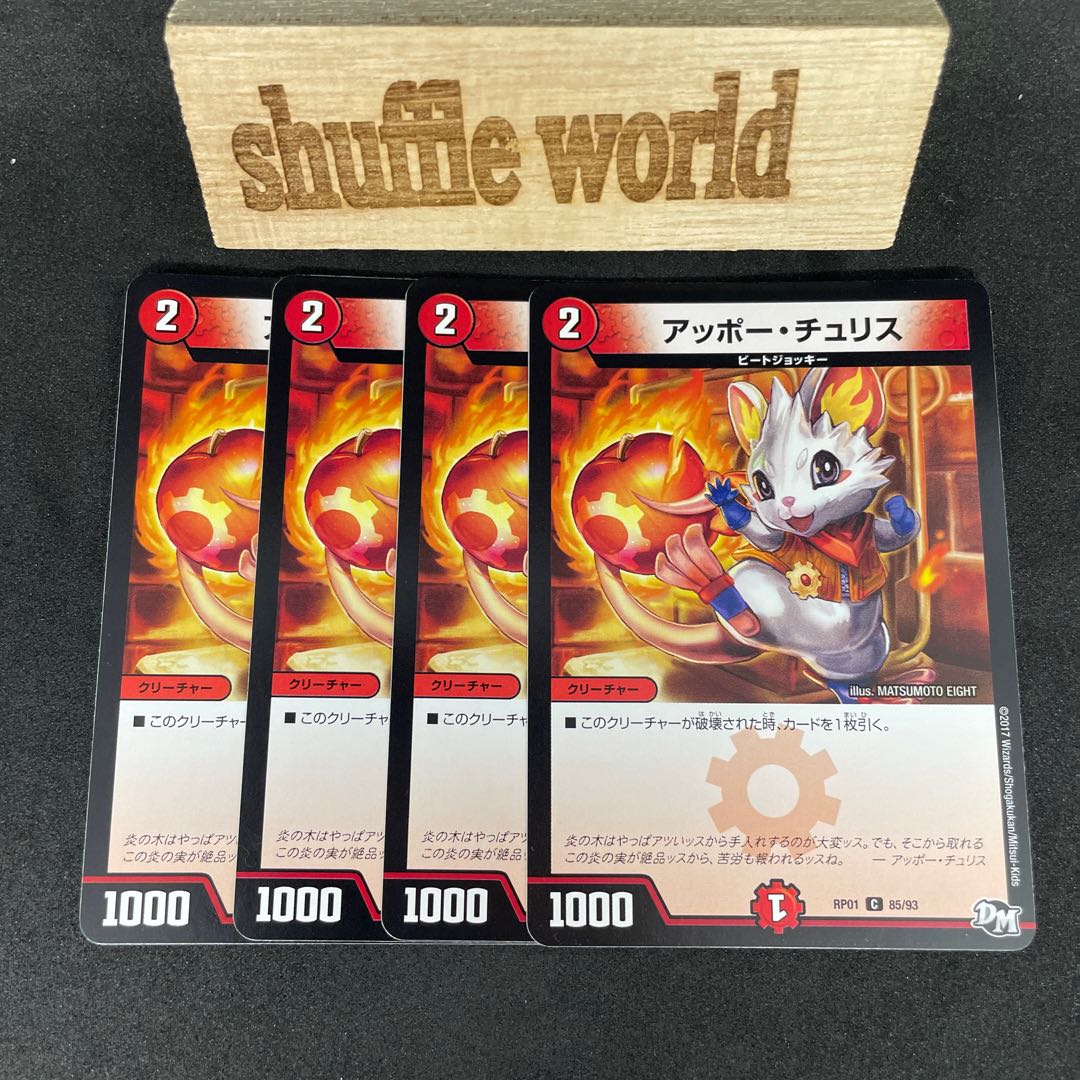 shuffle world
2
2
2
2
アッポー・チュリス
ビートジョッキー
クリーチャー
クリーチャー
クリーチャー
クリーチャー
illus. MATSUMOTO EIGHT
■このクリーチャー
■このクリーチャ
■このクリーチ
■このクリーチャーが破壊された時、カードを1枚引く。
炎の木はやっぱアツ
この炎の実が絶品ッ
炎の木はやっぱアツ
この炎の実が絶品ッ
炎の木はやっぱア
この炎の実が絶品
炎の木はやっぱアツいッスから手入れするのが大変ッス。でも、そこから取れる
この炎の実が絶品ッスから、苦労も報われるッスね。 ― アッポー・チュリス
1000
1000
1000
1000
1
RP01 C 85/93
DM
©2017 Wizards/Shogakukan/Mitsui-Kids